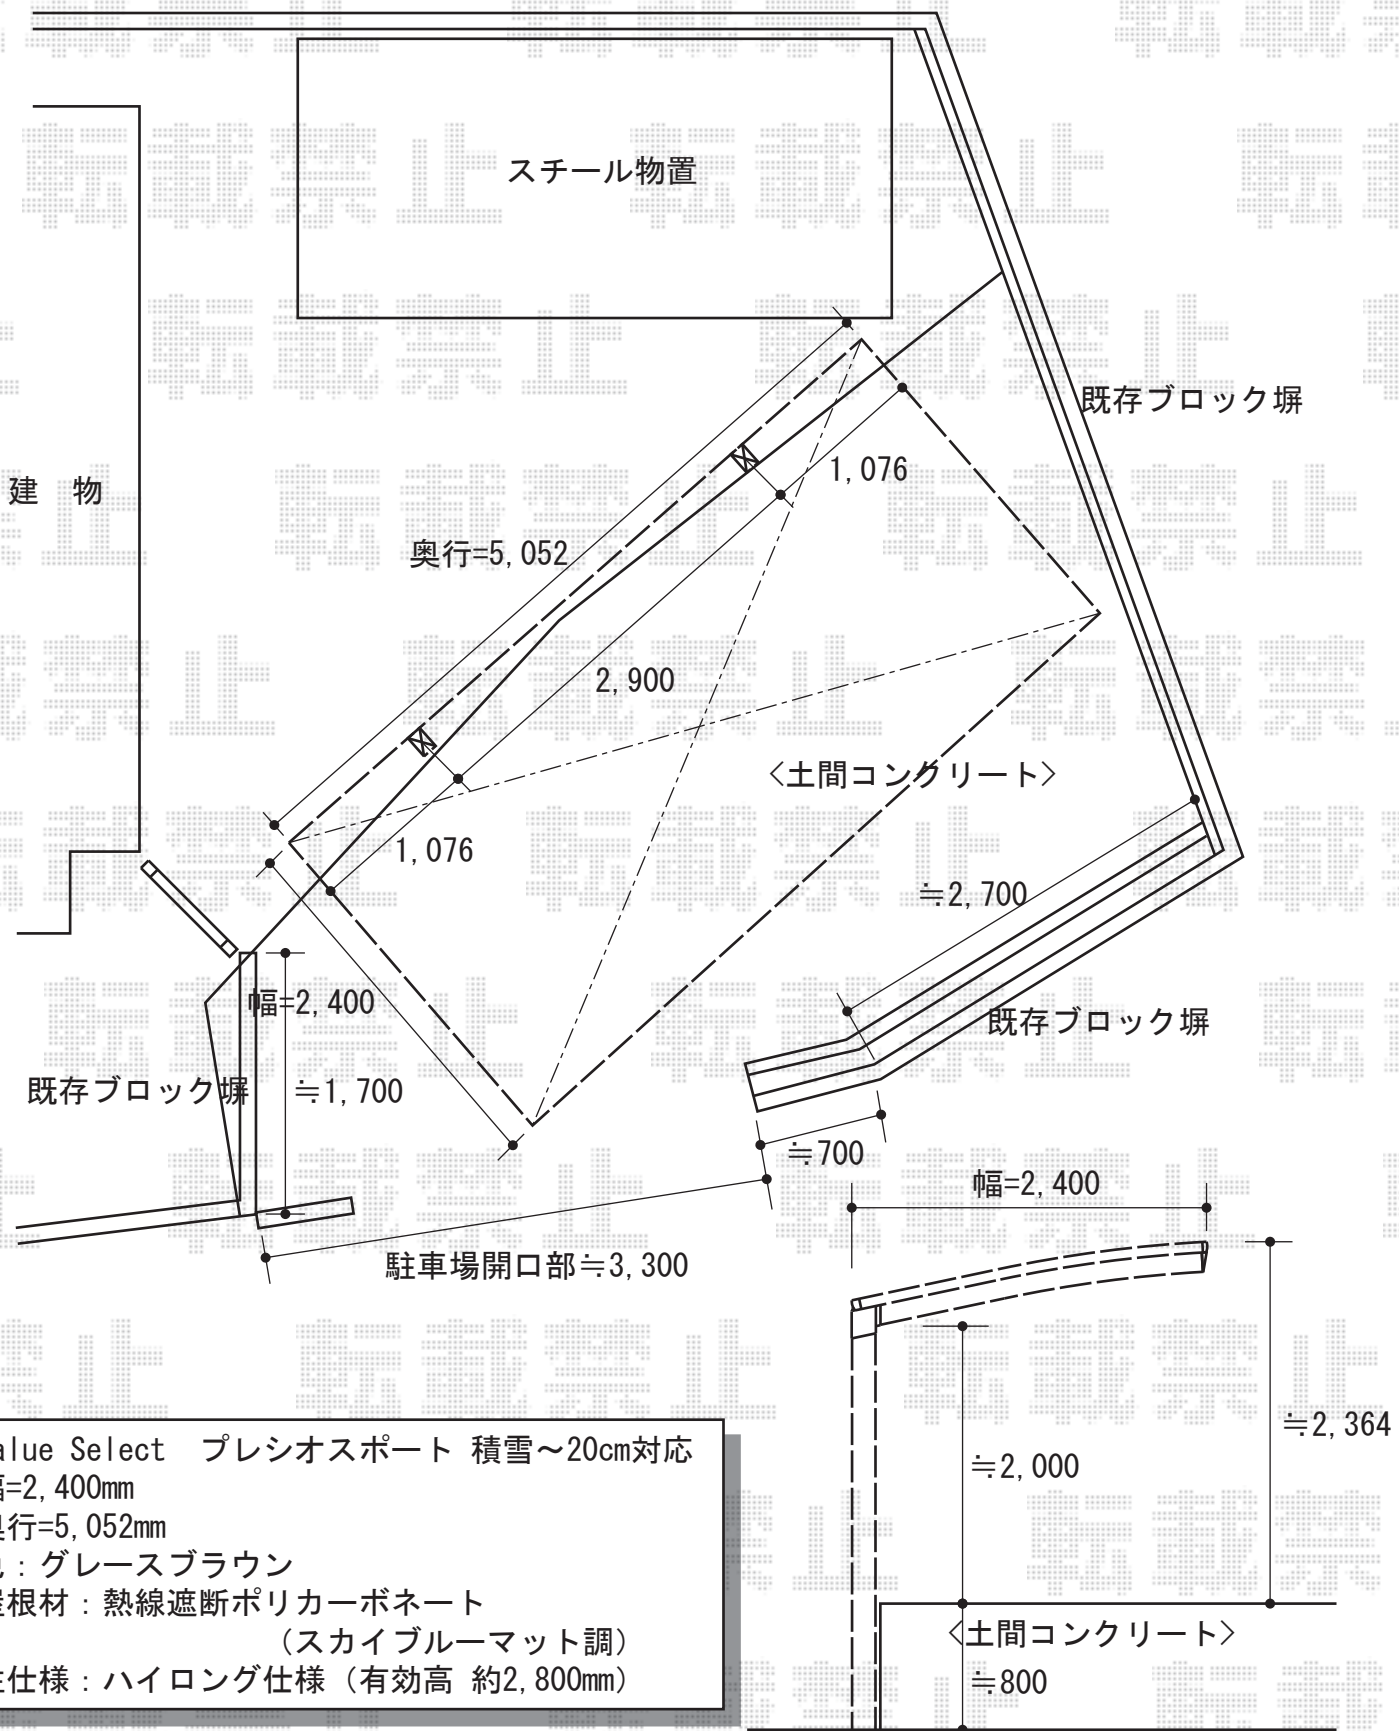 スチール物置
既存ブロック塀
1,076
建 物
奥行=5,052
2,900
<土間コンクリート>
1,076
≒2,700
幅=2,400
既存ブロック塀
既存ブロック塀
≒1,700
≒700
幅=2,400
駐車場開口部≒3,300
≒2,364
≒2,000
<土間コンクリート>
≒800
alue Select プレシオスポート 積雪～20cm対応
幅=2,400mm
奥行=5,052mm
色：グレースブラウン
屋根材：熱線遮断ポリカーボネート
（スカイブルーマット調）
柱仕様：ハイロング仕様（有効高 約2,800mm）
転載禁止